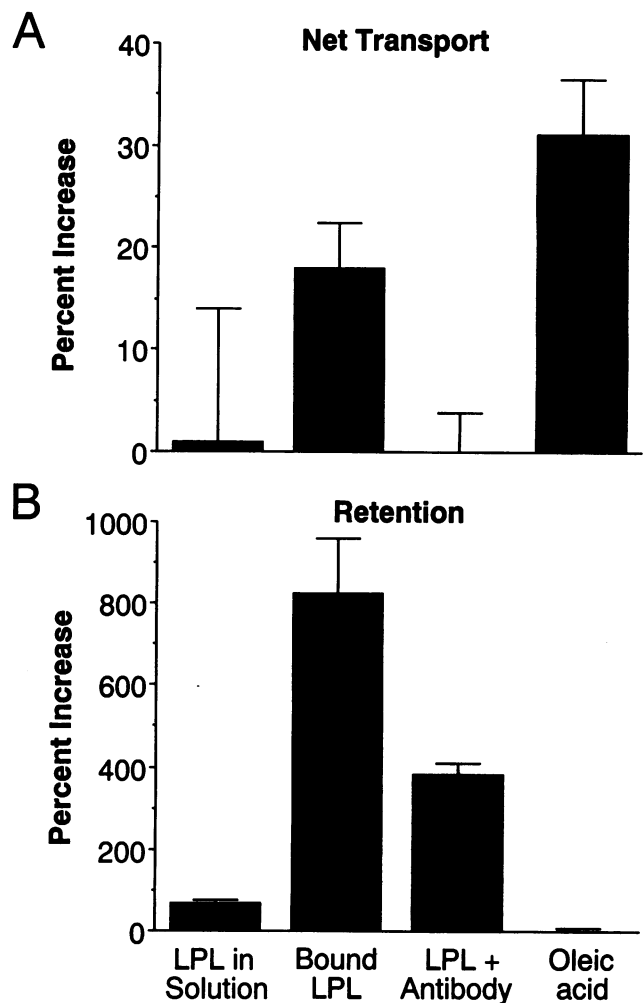 A
Net Transport
Percent Increase
40
30
20
10
0
B
Retention
Percent Increase
1000
800
600
400
200
0
LPL in
Solution
Bound
LPL
LPL +
Antibody
Oleic
acid